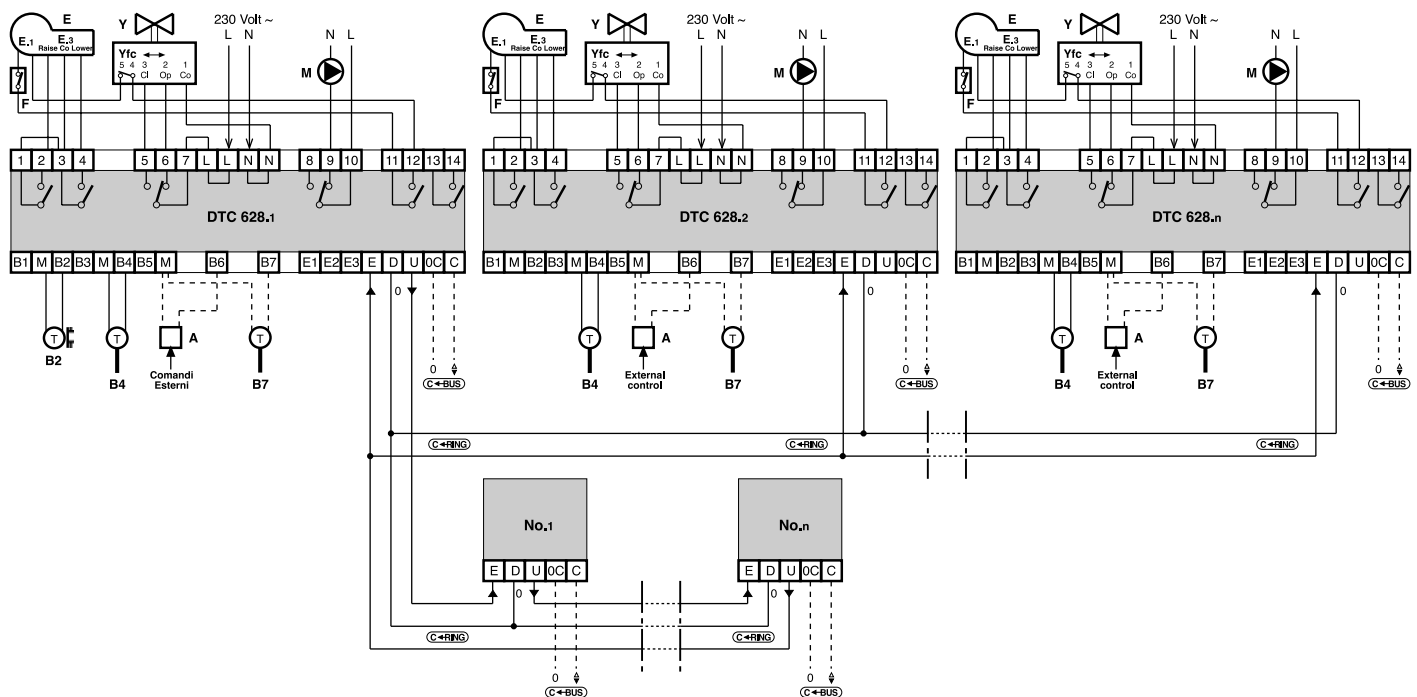 E Y 230 Volt ~ E Y 230 Volt ~ E Y 230 Volt ~
E.1 E.3 L N N L E.1 E.3 L N N L E.1 E.3 L N N L
Raise Co Lower Raise Co Lower Raise Co Lower
Yfc Yfc Yfc
5 4 3 2 1 M 5 4 3 2 1 M 5 4 3 2 1 M
Cl Op Co Cl Op Co Cl Op Co
F F F
1 2 3 4 5 6 7 L L N N 8 9 10 11 12 13 14
1 2 3 4 5 6 7 L L N N 8 9 10 11 12 13 14
1 2 3 4 5 6 7 L L N N 8 9 10 11 12 13 14
DTC 628.1 DTC 628.2 DTC 628.n
B1 M B2 B3 M B4 B5 M B6 B7 E1 E2 E3 E D U 0C C
B1 M B2 B3 M B4 B5 M B6 B7 E1 E2 E3 E D U 0C C
B1 M B2 B3 M B4 B5 M B6 B7 E1 E2 E3 E D U 0C C
0 0 0
T T A T T A T T A T
B2
Comandi External External
Esterni control control
B4 B7 B4 B7 B4 B7
0 0 0
C BUS C BUS C BUS
C RING C RING C RING
No.1 No.n
E D U 0C C E D U 0C C
0 0
C RING C RING
0 0
C BUS C BUS